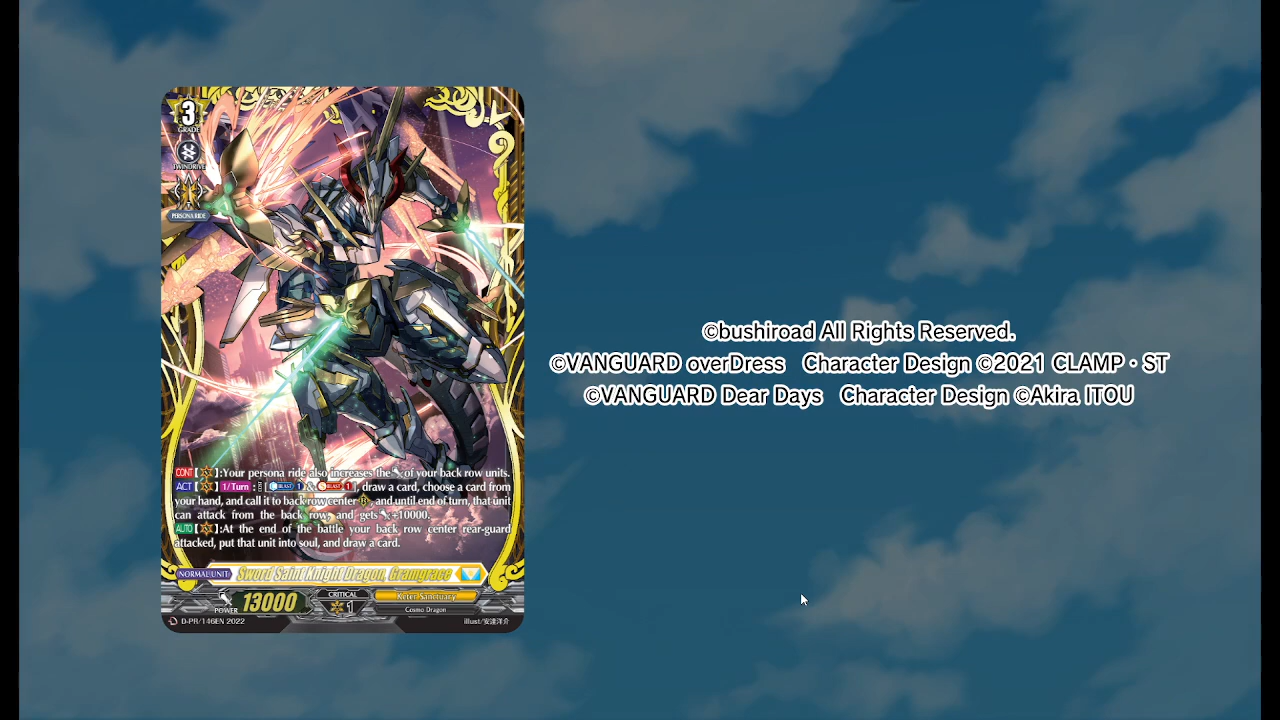 3
GRADE
TWINDRIVE
PERSONA RIDE
©bushiroad All Rights Reserved.
©VANGUARD overDress Character Design ©2021 CLAMP・ST
©VANGUARD Dear Days Character Design ©Akira ITOU
CONT【】:Your persona ride also increases the of your back row units.
ACT【】1/Turn:[BLAST 1 & BLAST 1], draw a card, choose a card from
your hand, and call it to back row center R, and until end of turn, that unit
can attack from the back row, and gets +10000.
AUTO【】:At the end of the battle your back row center rear-guard
attacked, put that unit into soul, and draw a card.
NORMAL UNIT Sword Saint Knight Dragon, Gramgrace
POWER 13000 CRITICAL 1 Keter Sanctuary
Cosmo Dragon
D-PR/146EN 2022 illust/安達洋介